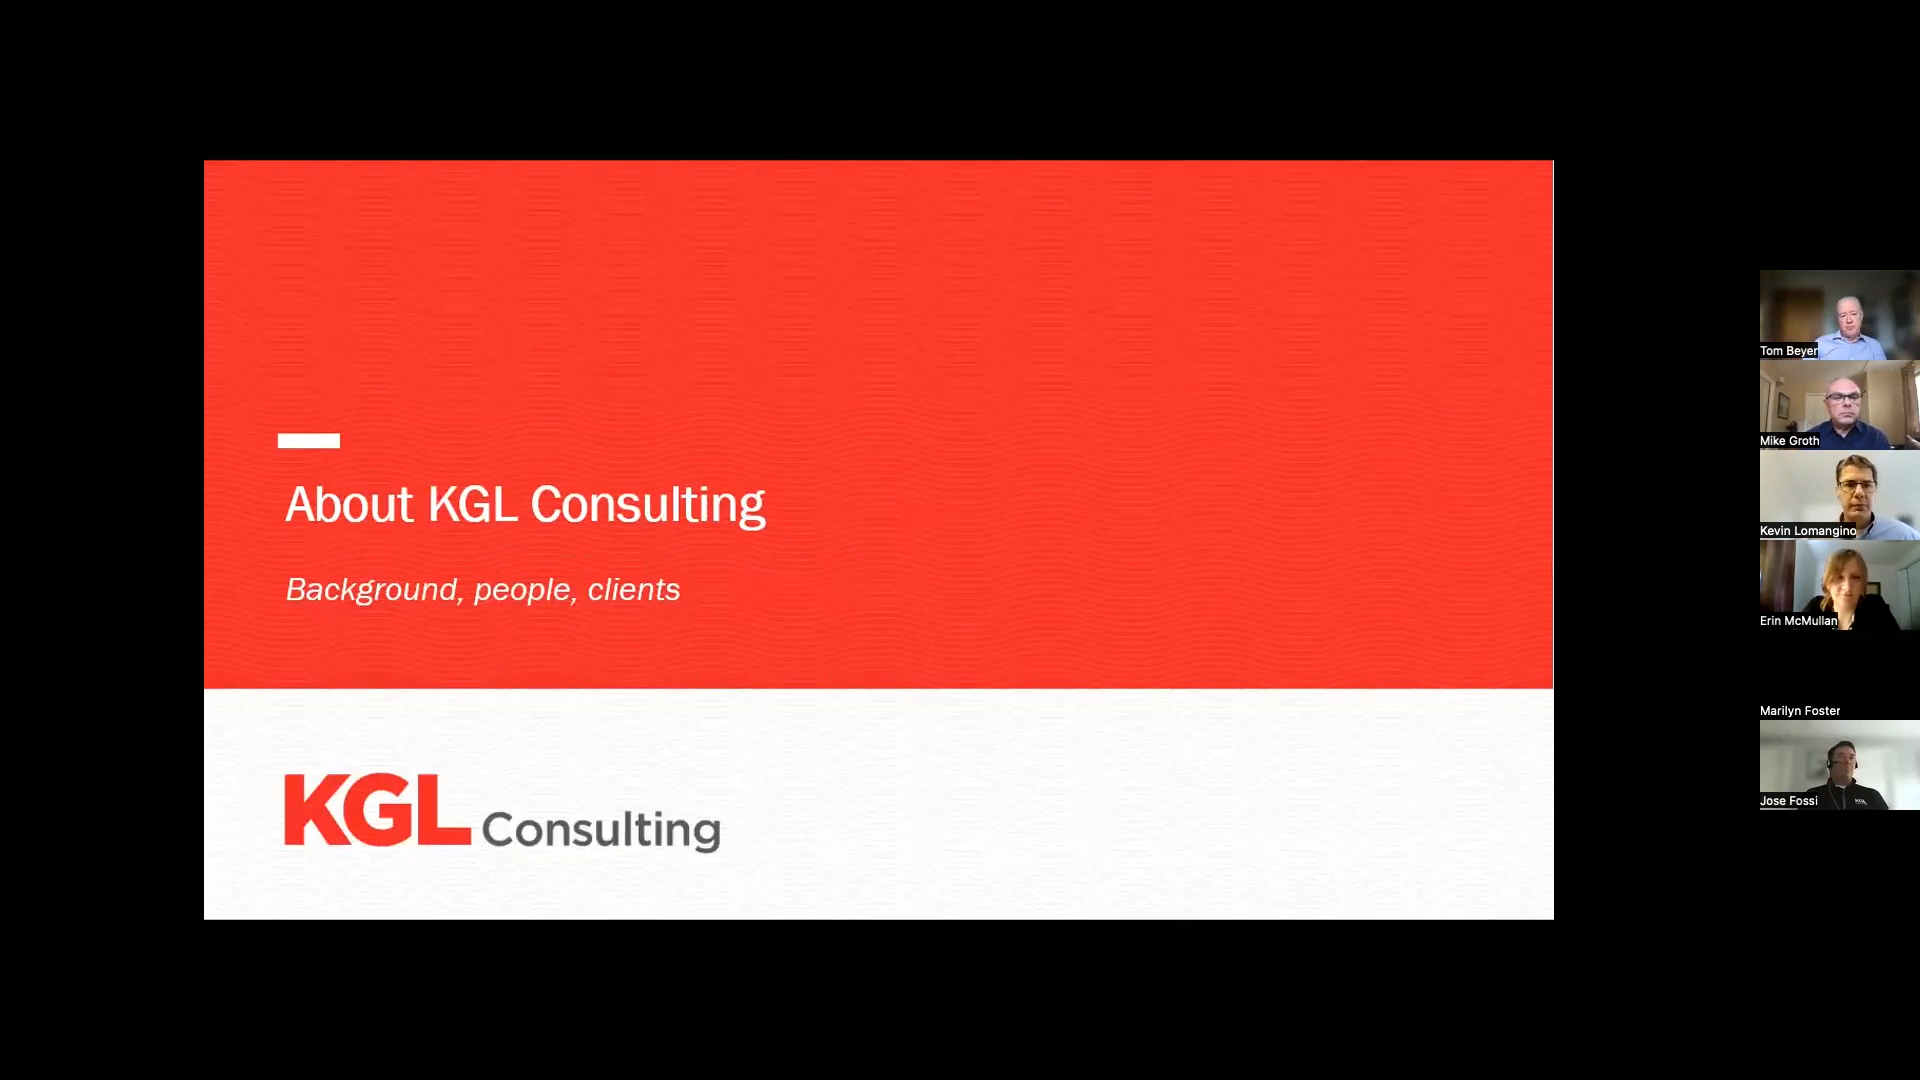 About KGL Consulting
Background, people, clients
KGL Consulting
Tom Beyer
Mike Groth
Kevin Lomangino
Erin McMullan
Marilyn Foster
Jose Fossi